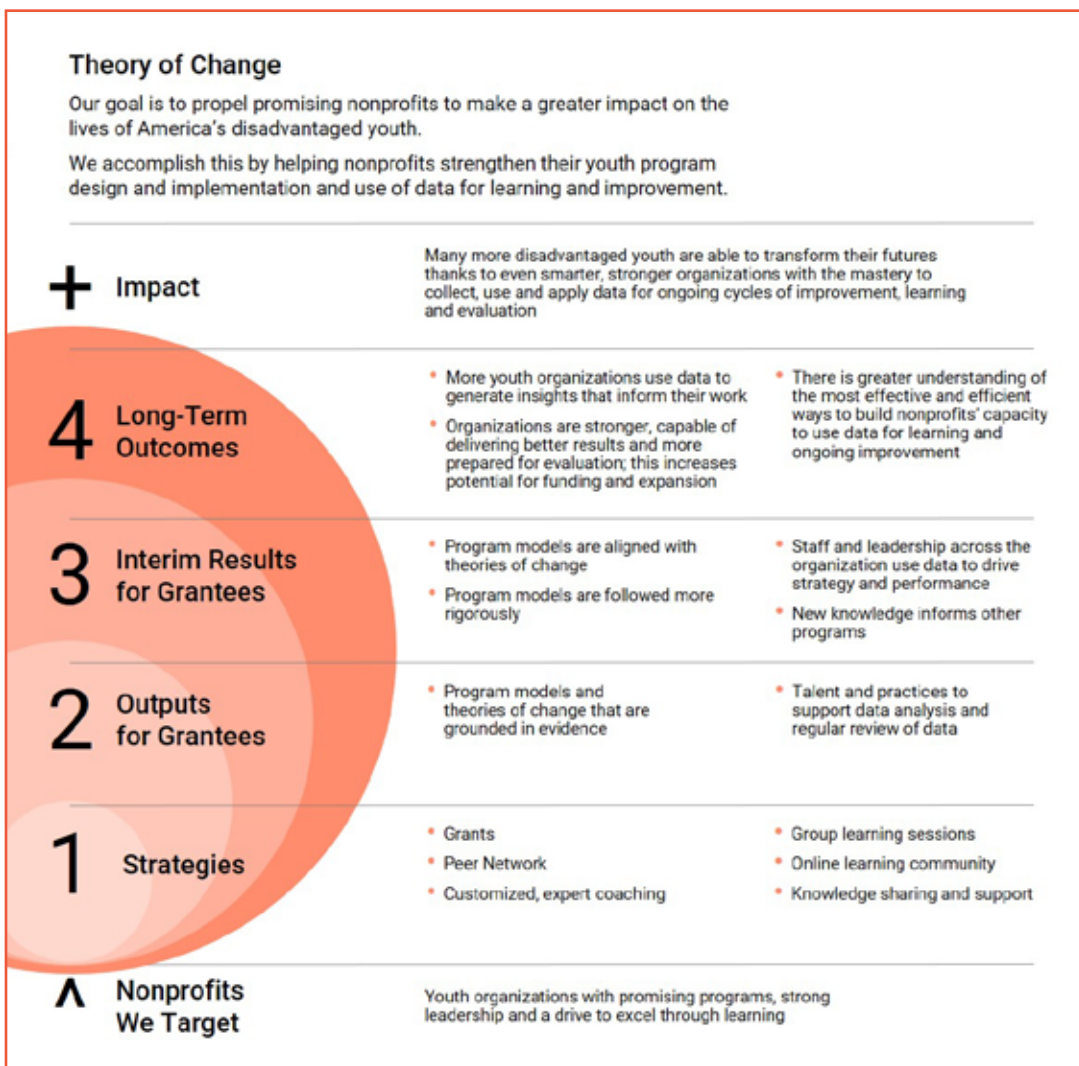 Theory of Change
Our goal is to propel promising nonprofits to make a greater impact on the
lives of America's disadvantaged youth.
We accomplish this by helping nonprofits strengthen their youth program
design and implementation and use of data for learning and improvement.
+ Impact
Many more disadvantaged youth are able to transform their futures
thanks to even smarter, stronger organizations with the mastery to
collect, use and apply data for ongoing cycles of improvement, learning
and evaluation
4 Long-Term
Outcomes
• More youth organizations use data to
generate insights that inform their work
• Organizations are stronger, capable of
delivering better results and more
prepared for evaluation; this increases
potential for funding and expansion
• There is greater understanding of
the most effective and efficient
ways to build nonprofits' capacity
to use data for learning and
ongoing improvement
3 Interim Results
for Grantees
• Program models are aligned with
theories of change
• Program models are followed more
rigorously
• Staff and leadership across the
organization use data to drive
strategy and performance
• New knowledge informs other
programs
2 Outputs
for Grantees
• Program models and
theories of change that are
grounded in evidence
• Talent and practices to
support data analysis and
regular review of data
1 Strategies
• Grants
• Peer Network
• Customized, expert coaching
• Group learning sessions
• Online learning community
• Knowledge sharing and support
^ Nonprofits
We Target
Youth organizations with promising programs, strong
leadership and a drive to excel through learning